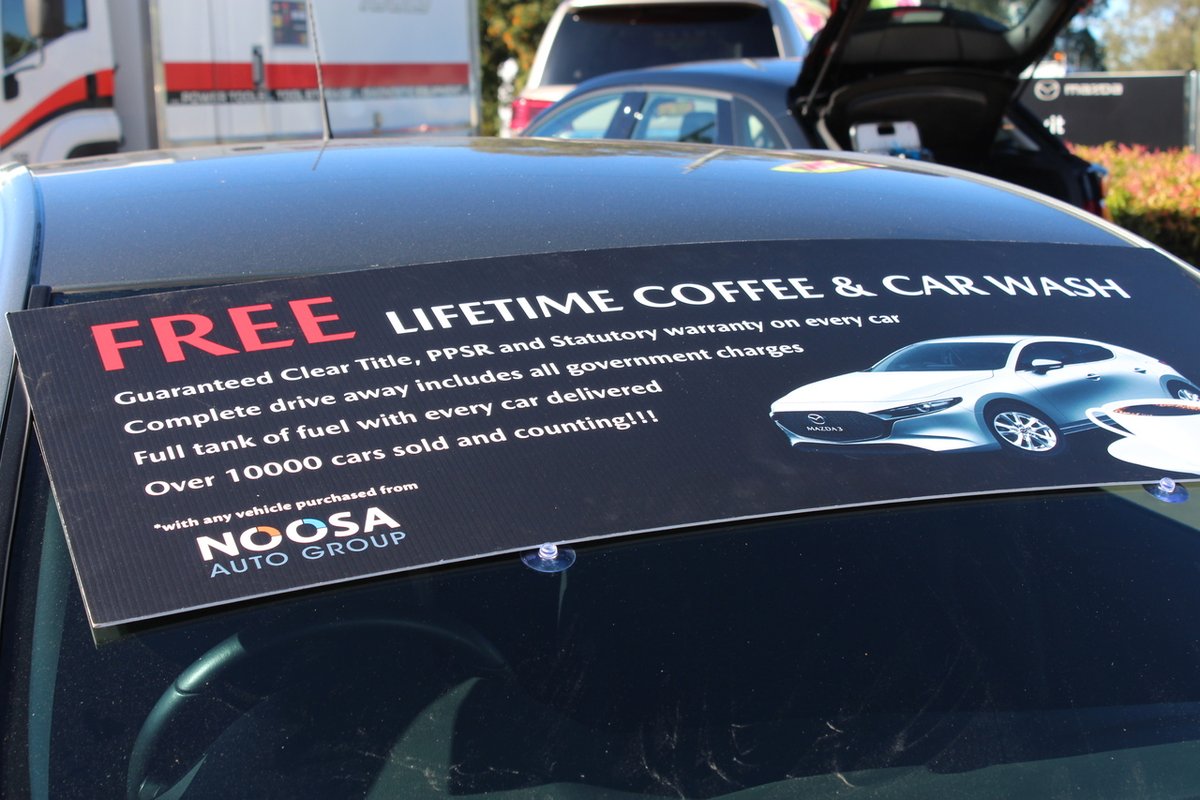 FREE LIFETIME COFFEE & CAR WASH
Guaranteed Clear Title, PPSR and Statutory warranty on every car
Complete drive away includes all government charges
Full tank of fuel with every car delivered
Over 10000 cars sold and counting!!!
*with any vehicle purchased from
NOOSA
AUTO GROUP
MAZDA3
mazda